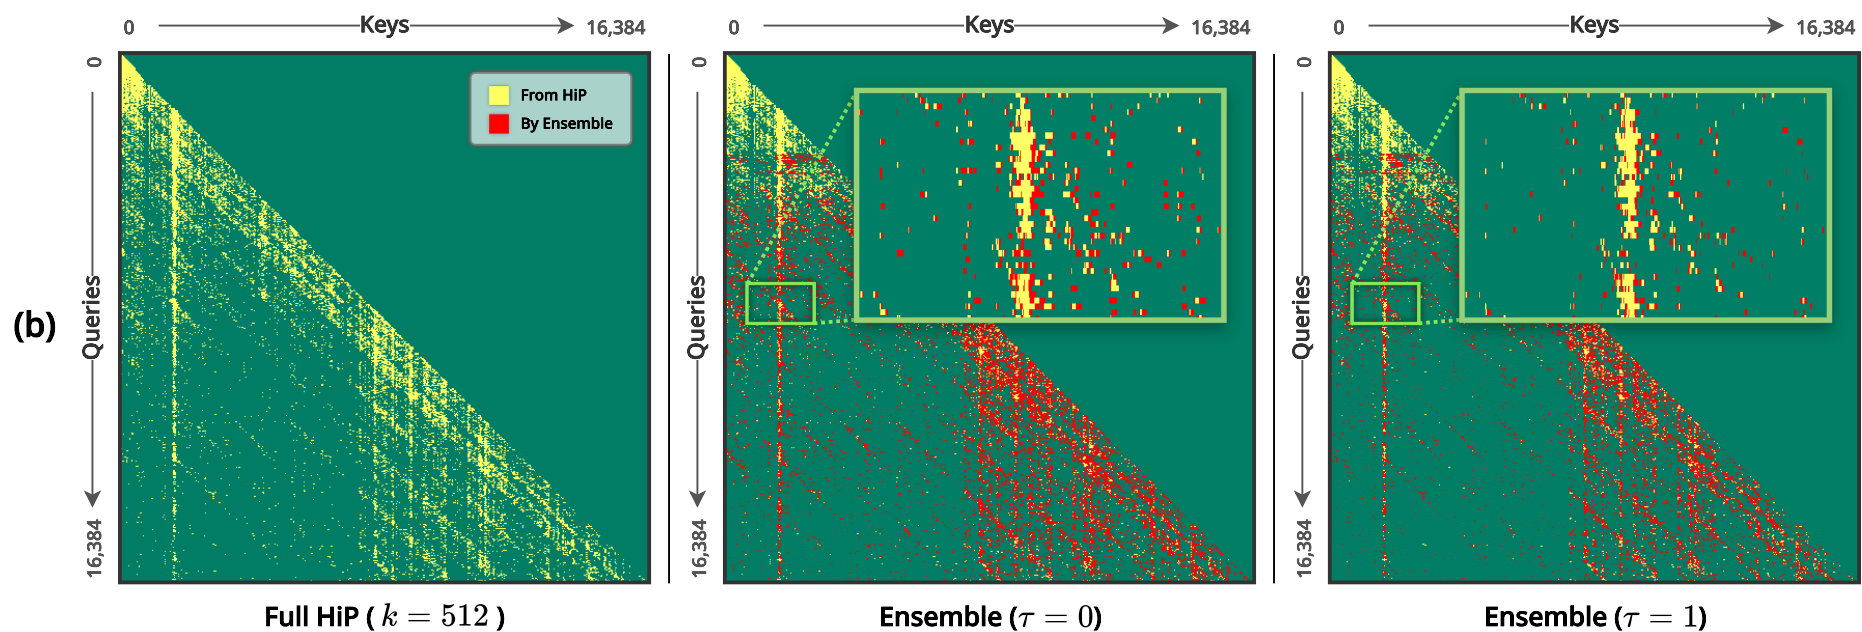 0 Keys 16,384
0 Keys 16,384
0 Keys 16,384
(b)
0
Queries
16,384
From HiP
By Ensemble
0
Queries
16,384
0
Queries
16,384
Full HiP ( k = 512 )
Ensemble (τ = 0)
Ensemble (τ = 1)